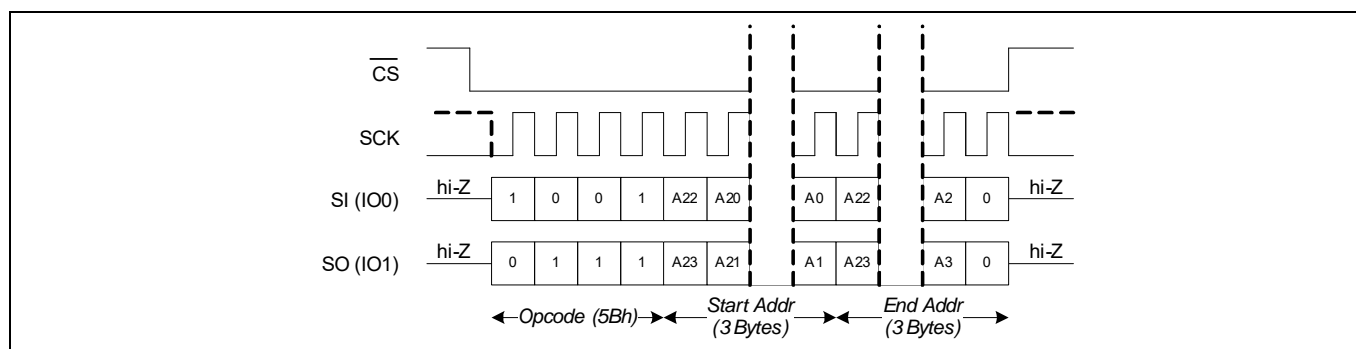 CS
SCK
hi-Z hi-Z
SI (IO0) 1 0 0 1 A22 A20 A0 A22 A2 0
hi-Z hi-Z
SO (IO1) 0 1 1 1 A23 A21 A1 A23 A3 0
Opcode (5Bh) Start Addr (3 Bytes) End Addr (3 Bytes)